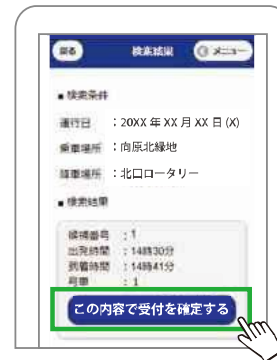 戻る 検索結果 メニュー
■ 検索条件
運行日 ：20XX 年 XX 月 XX 日 (X)
乗車場所 ：向原北緑地
降車場所 ：北口ロータリー
■ 検索結果
候補番号 ：1
出発時間 ：14時30分
到着時間 ：14時41分
号車 ：1
この内容で受付を確定する